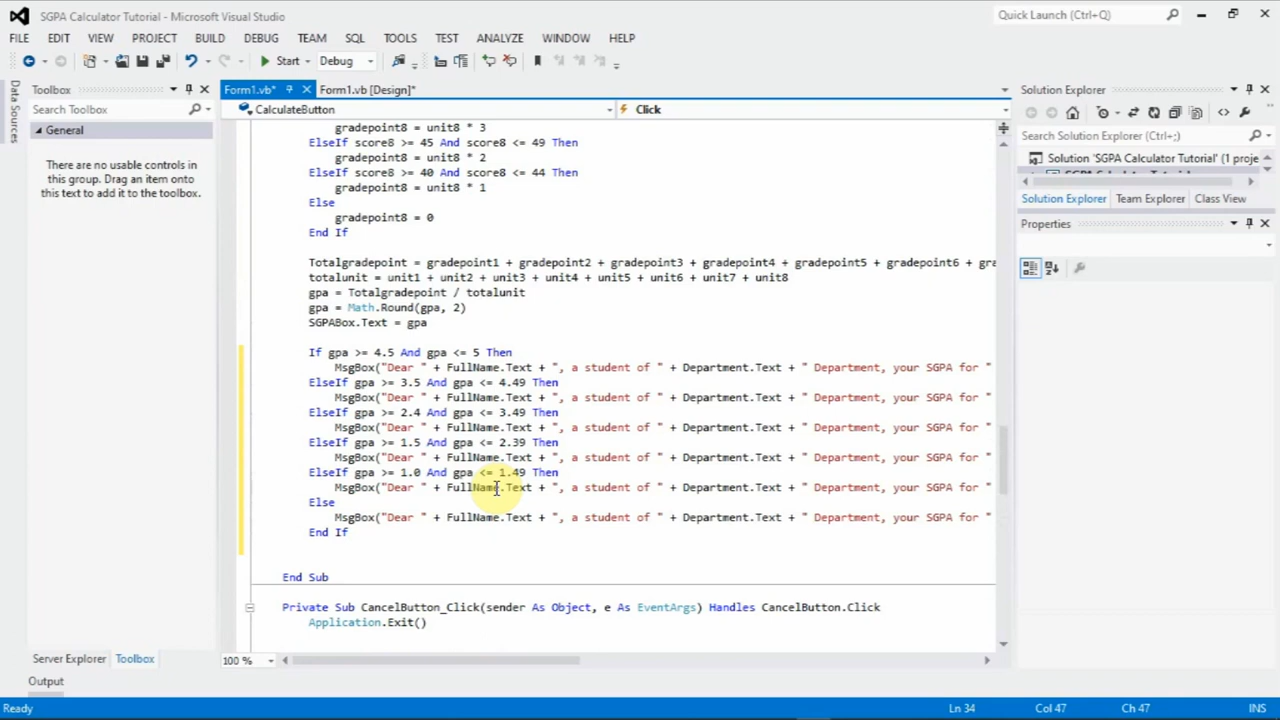 SGPA Calculator Tutorial - Microsoft Visual Studio
Quick Launch (Ctrl+Q)
FILE EDIT VIEW PROJECT BUILD DEBUG TEAM SQL TOOLS TEST ANALYZE WINDOW HELP
Start Debug
Data Sources
Toolbox
Search Toolbox
General
There are no usable controls in
this group. Drag an item onto
this text to add it to the toolbox.
Server Explorer Toolbox
Form1.vb* Form1.vb [Design]*
CalculateButton Click
gradepoint8 = unit8 * 3
ElseIf score8 >= 45 And score8 <= 49 Then
gradepoint8 = unit8 * 2
ElseIf score8 >= 40 And score8 <= 44 Then
gradepoint8 = unit8 * 1
Else
gradepoint8 = 0
End If
Totalgradepoint = gradepoint1 + gradepoint2 + gradepoint3 + gradepoint4 + gradepoint5 + gradepoint6 + gra
totalunit = unit1 + unit2 + unit3 + unit4 + unit5 + unit6 + unit7 + unit8
gpa = Totalgradepoint / totalunit
gpa = Math.Round(gpa, 2)
SGPABox.Text = gpa
If gpa >= 4.5 And gpa <= 5 Then
MsgBox("Dear " + FullName.Text + ", a student of " + Department.Text + " Department, your SGPA for "
ElseIf gpa >= 3.5 And gpa <= 4.49 Then
MsgBox("Dear " + FullName.Text + ", a student of " + Department.Text + " Department, your SGPA for "
ElseIf gpa >= 2.4 And gpa <= 3.49 Then
MsgBox("Dear " + FullName.Text + ", a student of " + Department.Text + " Department, your SGPA for "
ElseIf gpa >= 1.5 And gpa <= 2.39 Then
MsgBox("Dear " + FullName.Text + ", a student of " + Department.Text + " Department, your SGPA for "
ElseIf gpa >= 1.0 And gpa <= 1.49 Then
MsgBox("Dear " + FullName.Text + ", a student of " + Department.Text + " Department, your SGPA for "
Else
MsgBox("Dear " + FullName.Text + ", a student of " + Department.Text + " Department, your SGPA for "
End If
End Sub
Private Sub CancelButton_Click(sender As Object, e As EventArgs) Handles CancelButton.Click
Application.Exit()
100 %
Solution Explorer
Search Solution Explorer (Ctrl+;)
Solution 'SGPA Calculator Tutorial' (1 proje
Solution Explorer Team Explorer Class View
Properties
Output
Ready Ln 34 Col 47 Ch 47 INS